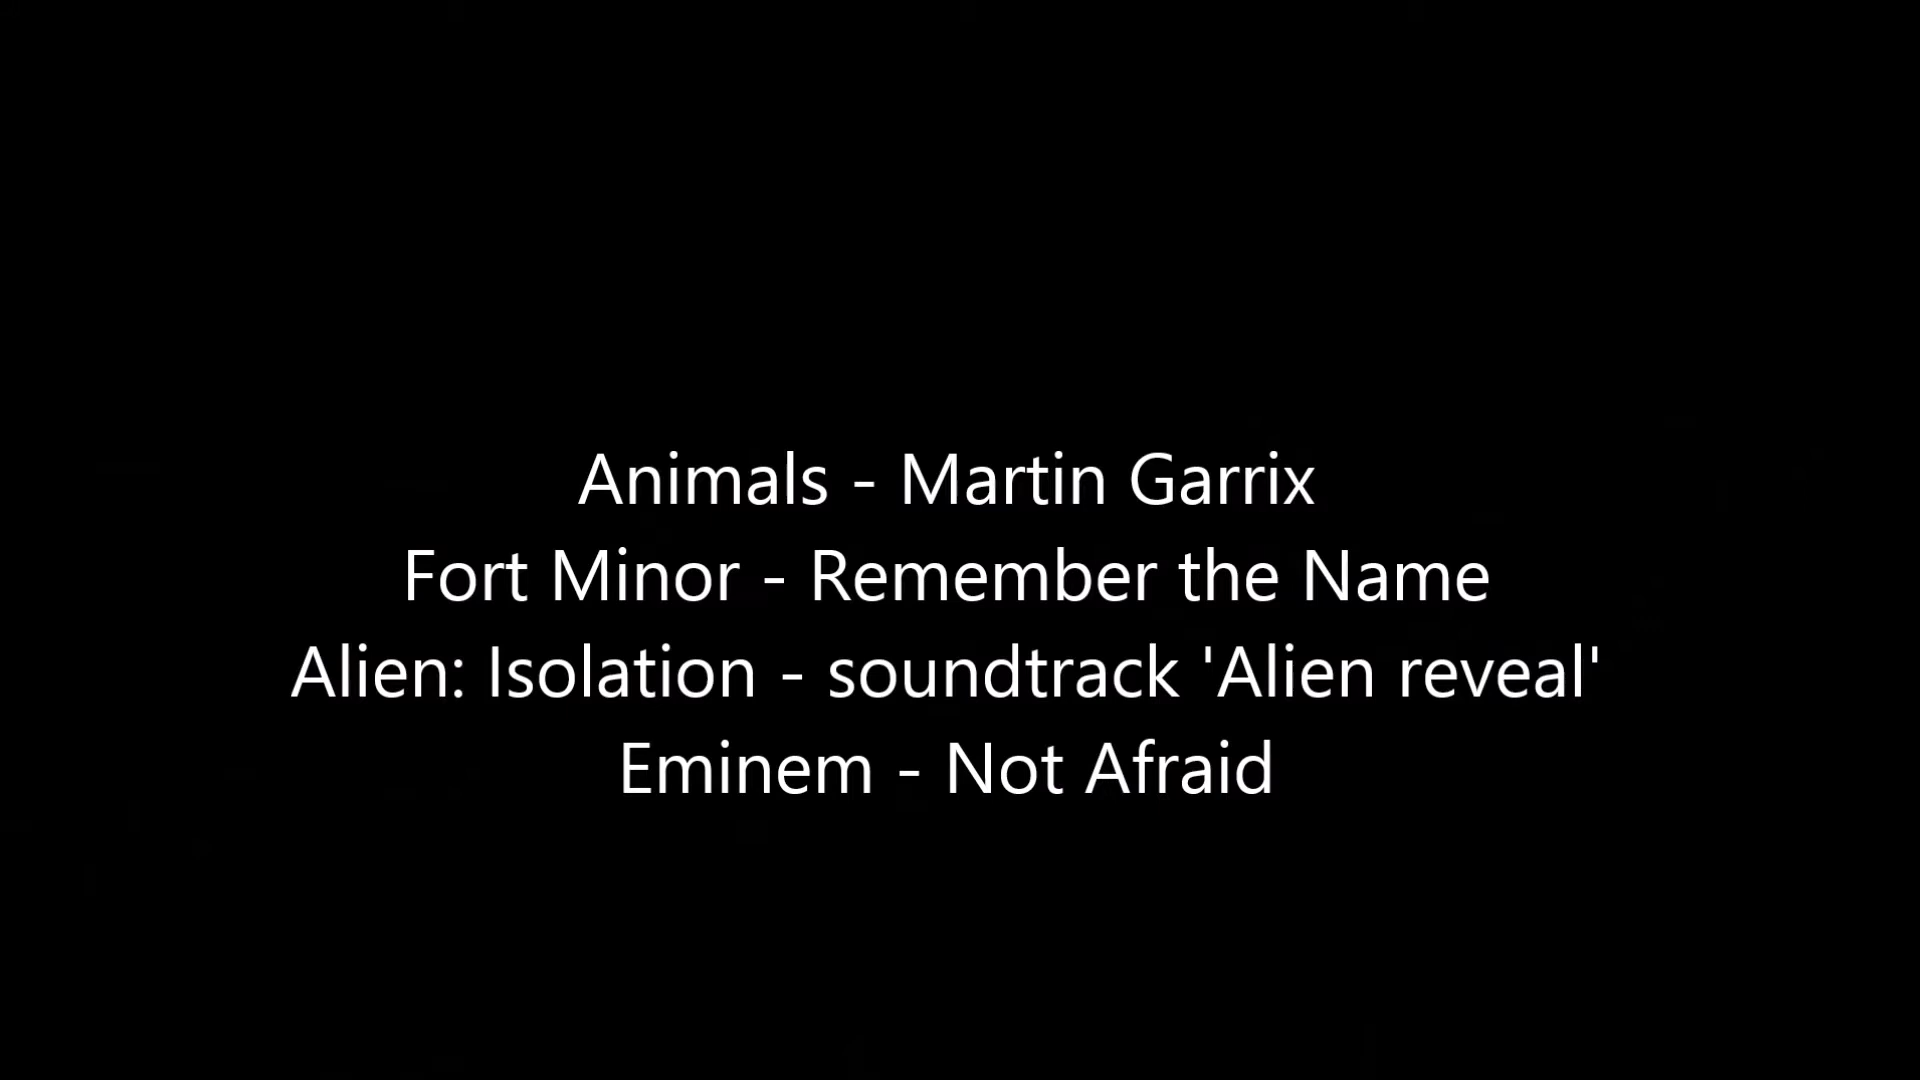 Animals - Martin Garrix
Fort Minor - Remember the Name
Alien: Isolation - soundtrack 'Alien reveal'
Eminem - Not Afraid